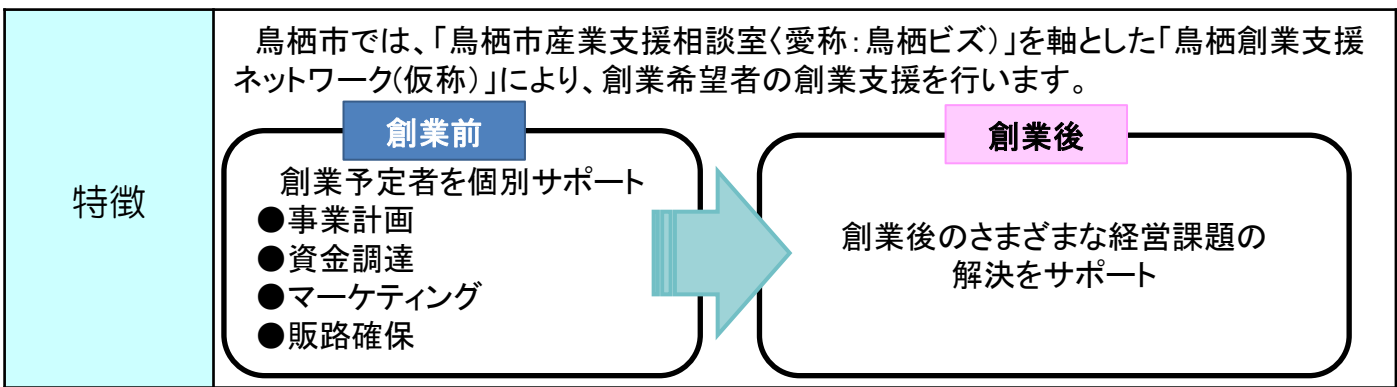 特徴
鳥栖市では、「鳥栖市産業支援相談室〈愛称：鳥栖ビズ）」を軸とした「鳥栖創業支援
ネットワーク(仮称）」により、創業希望者の創業支援を行います。
創業前
創業予定者を個別サポート
●事業計画
●資金調達
●マーケティング
●販路確保
創業後
創業後のさまざまな経営課題の
解決をサポート